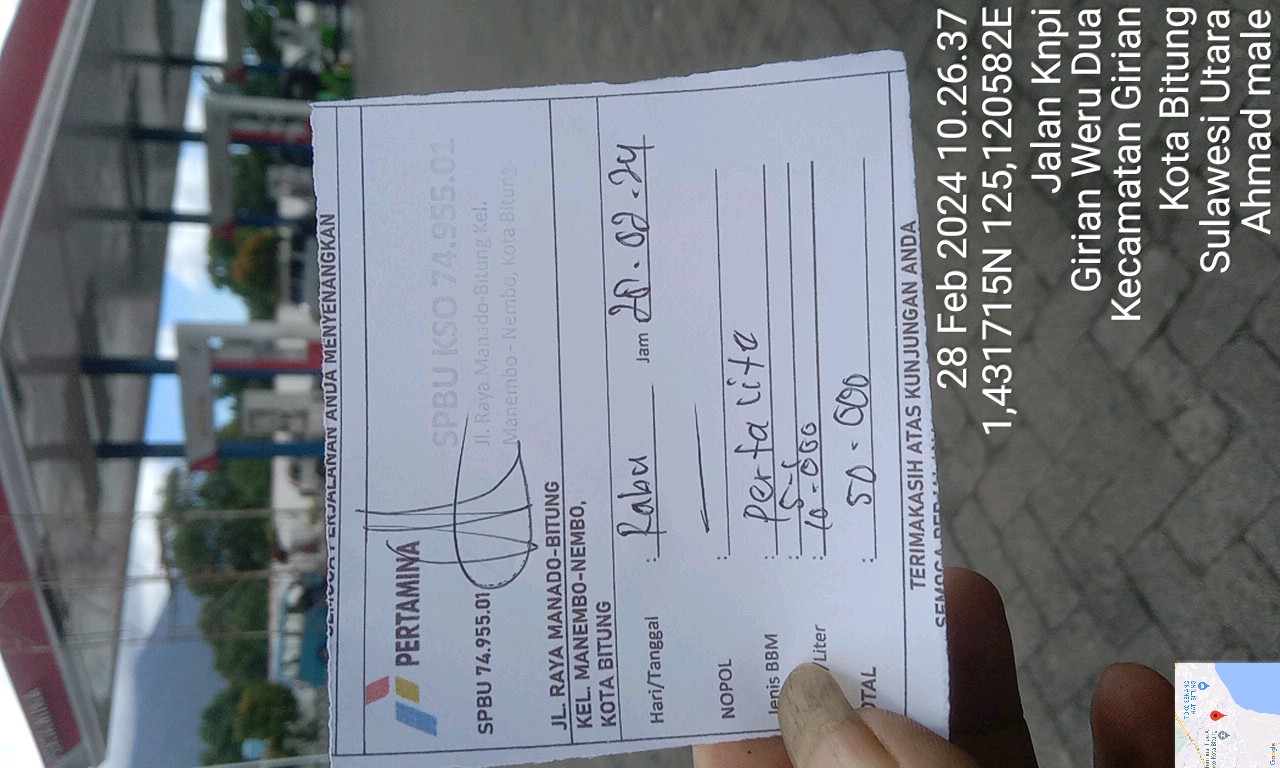 SEMOGA PERJALANAN ANDA MENYENANGKAN
PERTAMINA
SPBU KSO 74.955.01
Jl. Raya Manado-Bitung Kel.
Manembo - Nembo, Kota Bitung
SPBU 74.955.01
JL. RAYA MANADO-BITUNG
KEL. MANEMBO-NEMBO,
KOTA BITUNG
Hari/Tanggal : Rabu Jam 28.02.24
NOPOL :
Jenis BBM : Pertalite
: 5 L
/Liter : 10.000
TOTAL : 50.000
TERIMAKASIH ATAS KUNJUNGAN ANDA
28 Feb 2024 10.26.37
1,431715N 125,120582E
Jalan Knpi
Girian Weru Dua
Kecamatan Girian
Kota Bitung
Sulawesi Utara
Ahmad male
Google